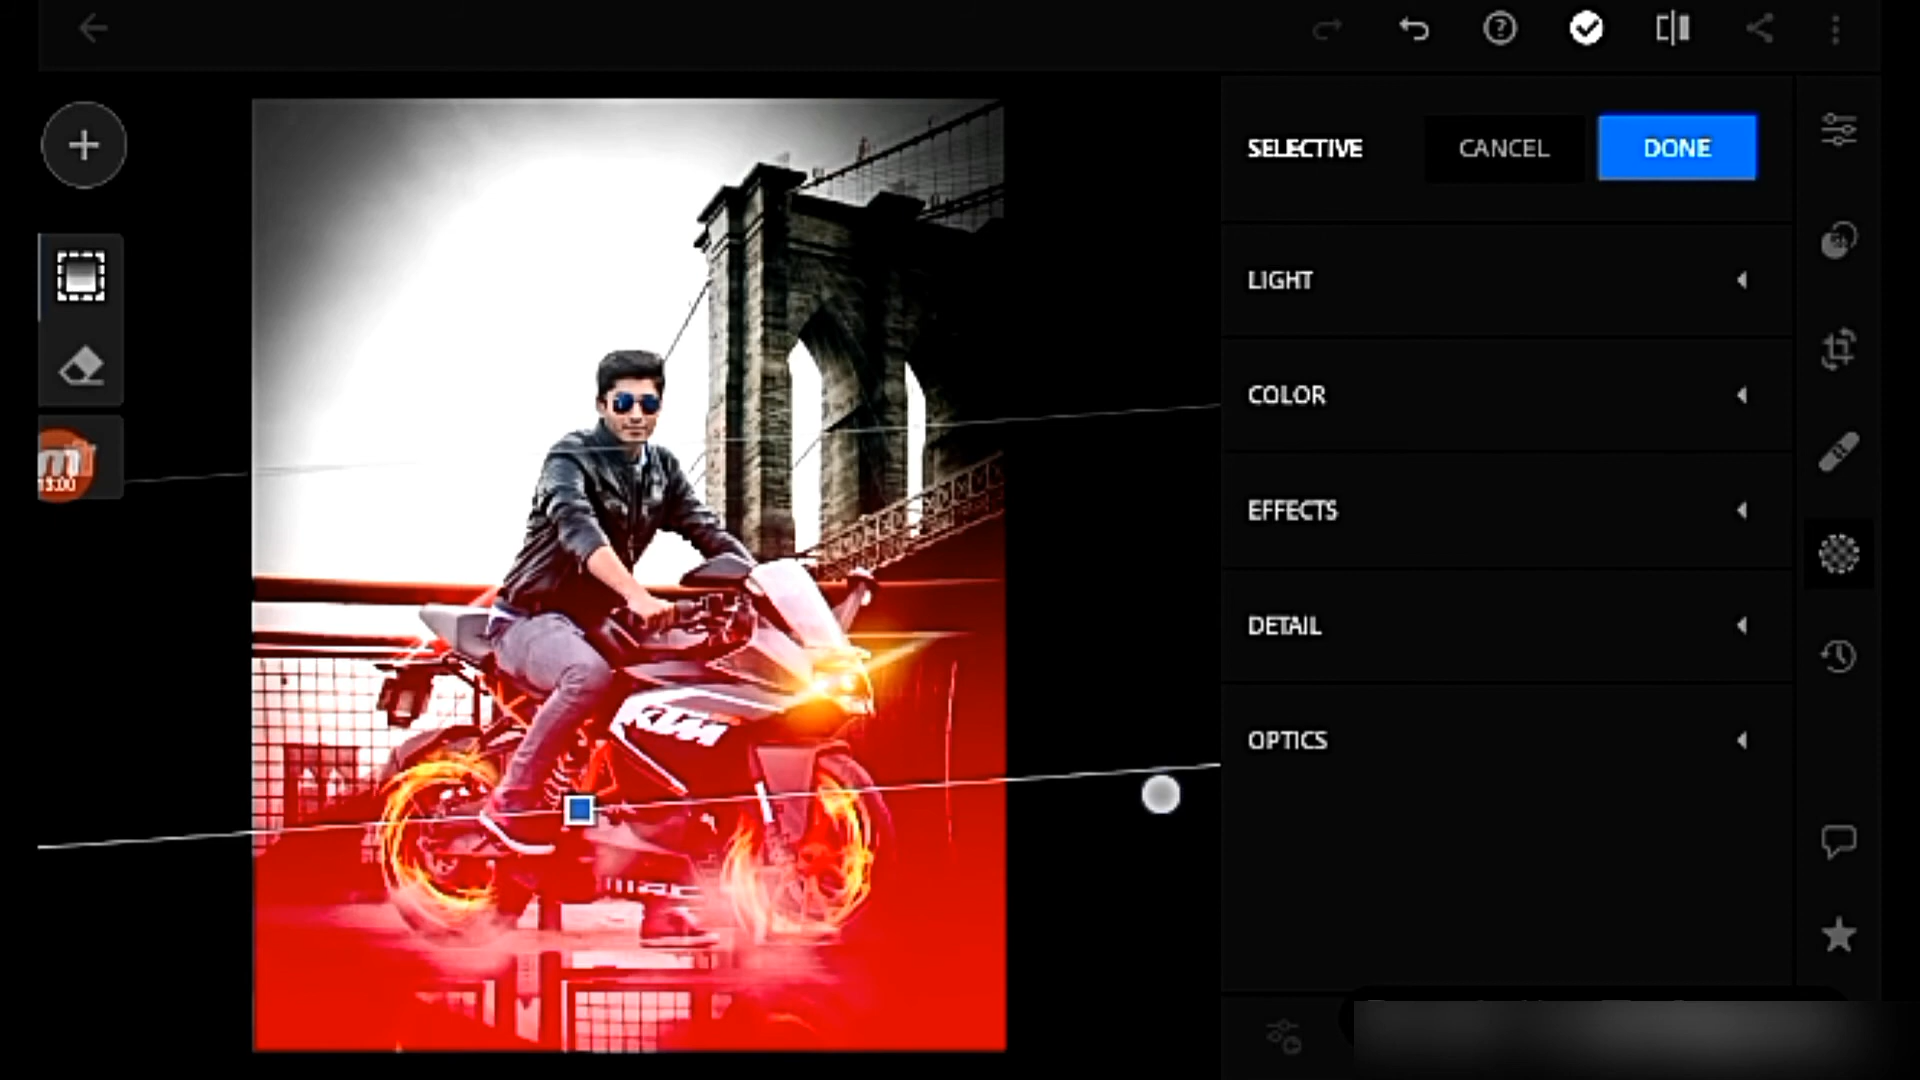 SELECTIVE
CANCEL
DONE
LIGHT
COLOR
EFFECTS
DETAIL
OPTICS
m
KTM